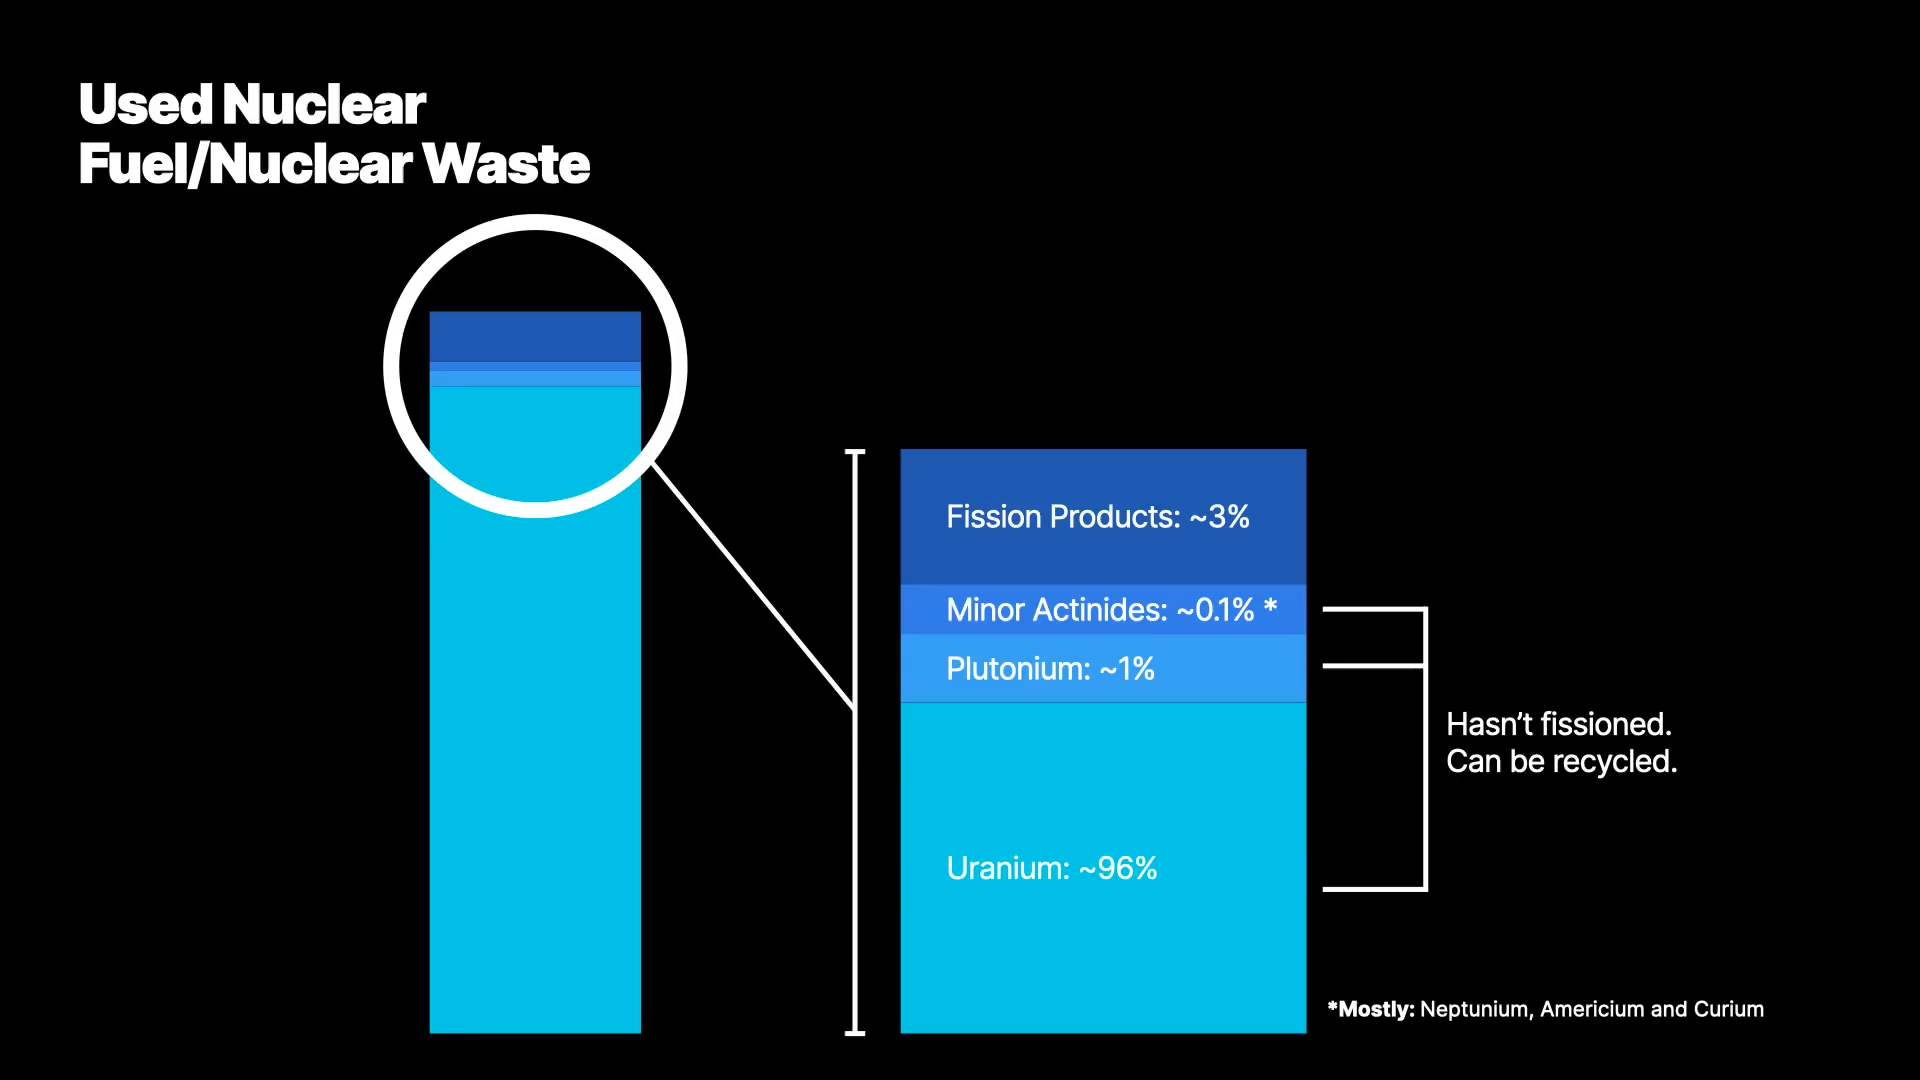 Used Nuclear
Fuel/Nuclear Waste
Fission Products: ~3%
Minor Actinides: ~0.1% *
Plutonium: ~1%
Uranium: ~96%
Hasn’t fissioned.
Can be recycled.
*Mostly: Neptunium, Americium and Curium